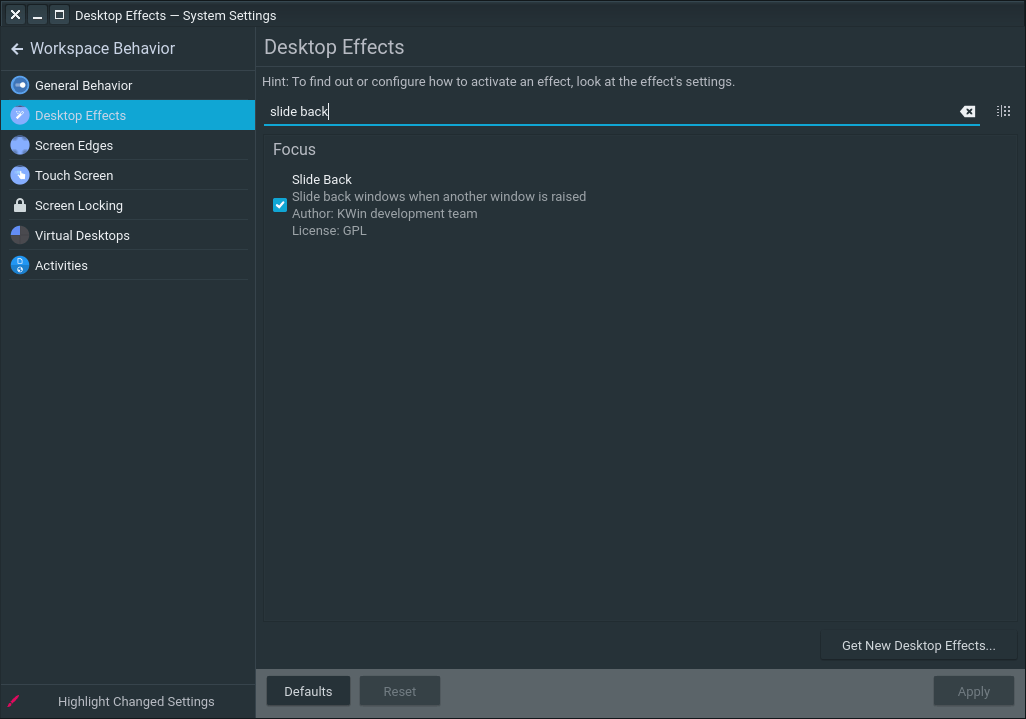 Desktop Effects — System Settings
Workspace Behavior
General Behavior
Desktop Effects
Screen Edges
Touch Screen
Screen Locking
Virtual Desktops
Activities
Highlight Changed Settings
Desktop Effects
Hint: To find out or configure how to activate an effect, look at the effect's settings.
slide back
Focus
Slide Back
Slide back windows when another window is raised
Author: KWin development team
License: GPL
Get New Desktop Effects...
Defaults
Reset
Apply